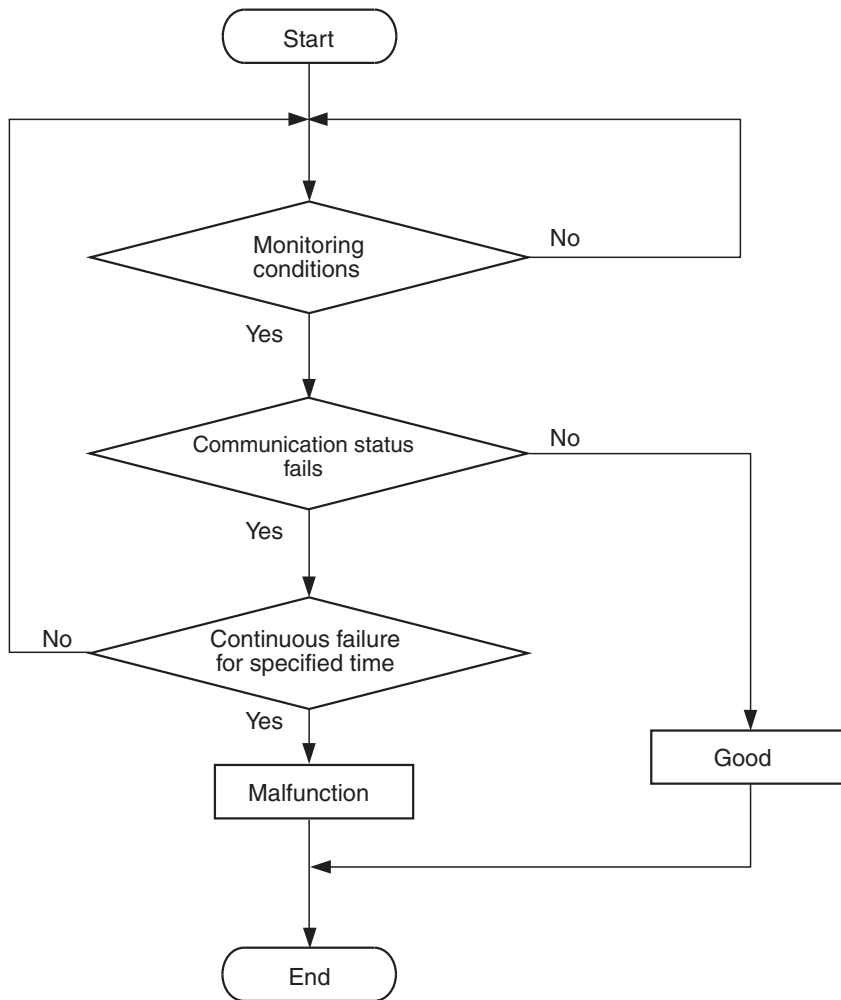 Start
Monitoring
conditions
No
Yes
Communication status
fails
No
Yes
Continuous failure
for specified time
No
Yes
Malfunction
Good
End